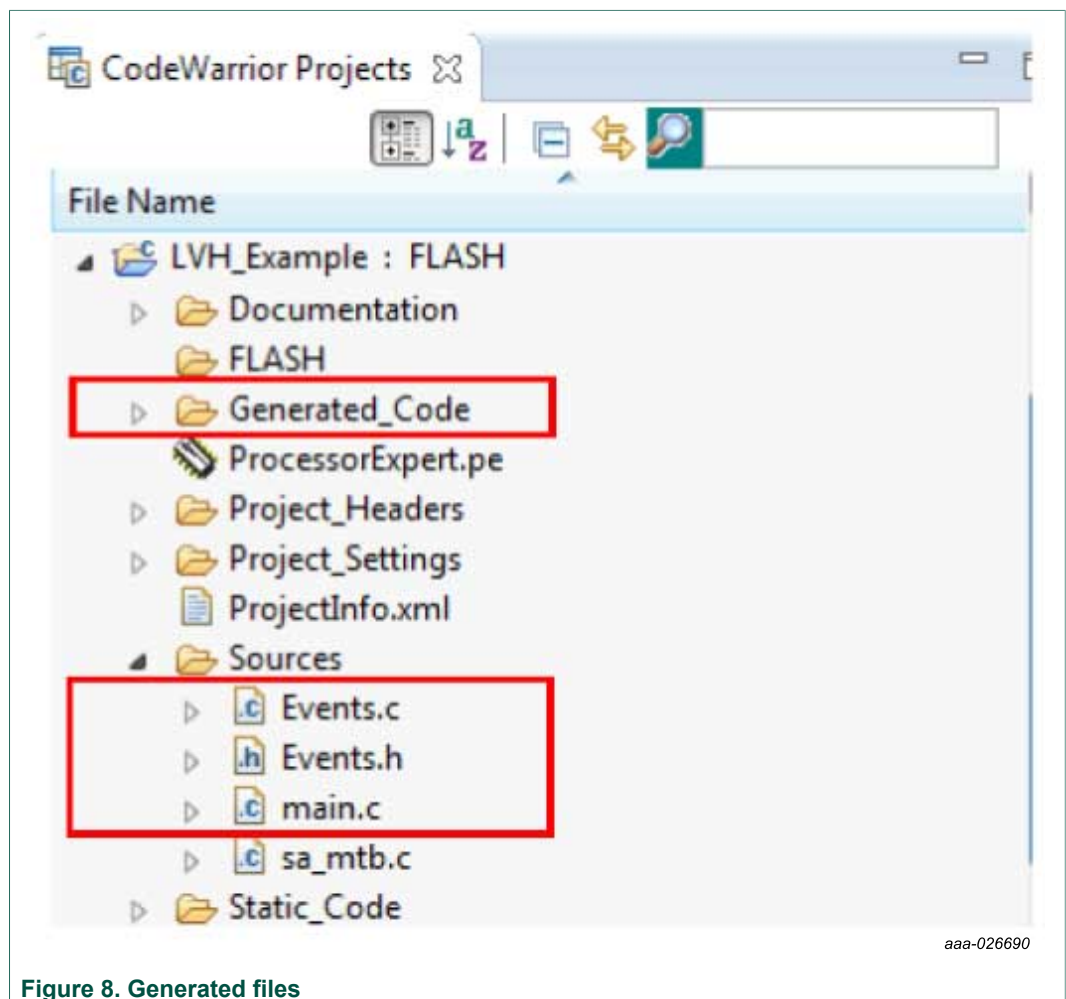 CodeWarrior Projects
File Name
LVH_Example : FLASH
Documentation
FLASH
Generated_Code
ProcessorExpert.pe
Project_Headers
Project_Settings
ProjectInfo.xml
Sources
.c Events.c
.h Events.h
.c main.c
.c sa_mtb.c
Static_Code
aaa-026690
Figure 8. Generated files